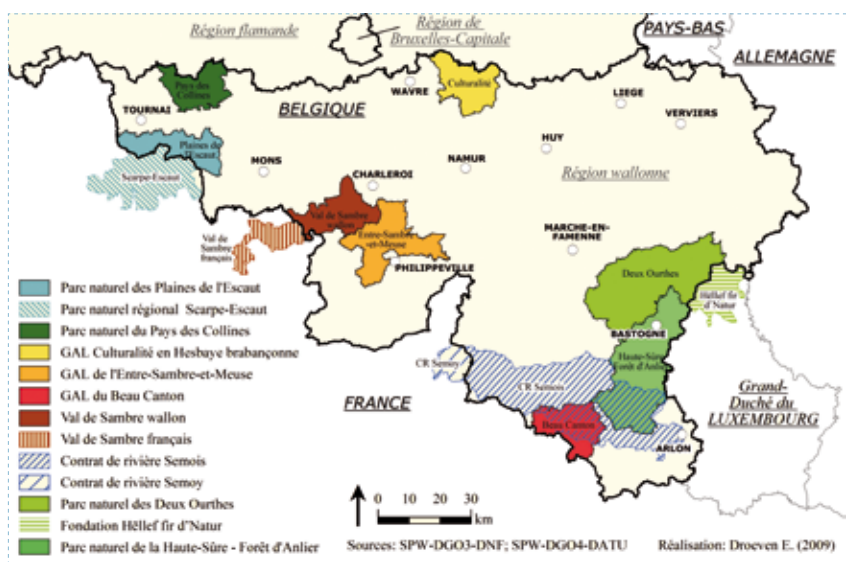 Région flamande
Région de
Bruxelles-Capitale
PAYS-BAS
ALLEMAGNE
Pays des
Collines
WAVRE
Culturalité
TOURNAI
BELGIQUE
LIEGE
VERVIERS
Plaines de
l'Escaut
HUY
MONS
NAMUR
Scarpe-Escaut
CHARLEROI
Région wallonne
Val de Sambre
wallon
Val de
Sambre
français
Entre-Sambre-
et-Meuse
MARCHE-EN-
FAMENNE
PHILIPPEVILLE
Deux Ourthes
Hëllef fir
d'Natur
BASTOGNE
Haute-Sûre
Forêt d'Anlier
CR Semoy
CR Semois
Grand-
Duché du
LUXEMBOURG
FRANCE
Beau Canton
ARLON
Parc naturel des Plaines de l'Escaut
Parc naturel régional Scarpe-Escaut
Parc naturel du Pays des Collines
GAL Culturalité en Hesbaye brabançonne
GAL de l'Entre-Sambre-et-Meuse
GAL du Beau Canton
Val de Sambre wallon
Val de Sambre français
Contrat de rivière Semois
Contrat de rivière Semoy
Parc naturel des Deux Ourthes
Fondation Hëllef fir d'Natur
Parc naturel de la Haute-Sûre - Forêt d'Anlier
0 10 20 30
km
Sources: SPW-DGO3-DNF; SPW-DGO4-DATU
Réalisation: Droeven E. (2009)